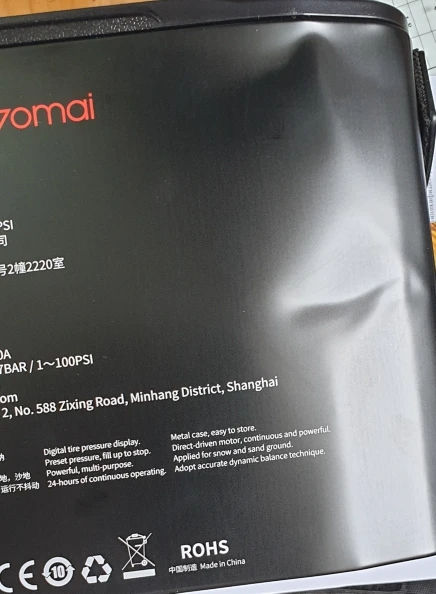 70mai
PSI
司
号2幢2220室
0A
7BAR / 1～100PSI
om
2, No. 588 Zixing Road, Minhang District, Shanghai
Digital tire pressure display.
Preset pressure, fill up to stop.
地，沙地 Powerful, multi-purpose.
运行不抖动 24-hours of continuous operating.
Metal case, easy to store.
Direct-driven motor, continuous and powerful.
Applied for snow and sand ground.
Adopt accurate dynamic balance technique.
CE
10
ROHS
中国制造 Made in China